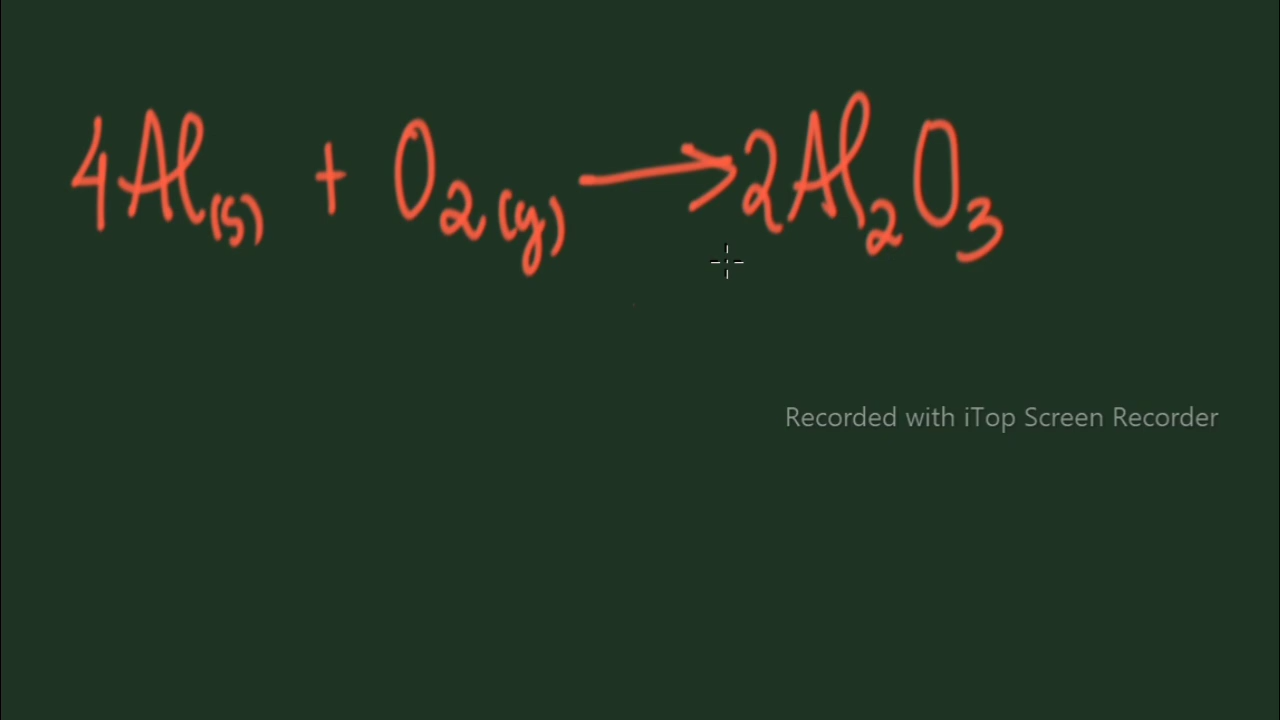 4Al(s) + O2(g) → 2Al2O3
Recorded with iTop Screen Recorder